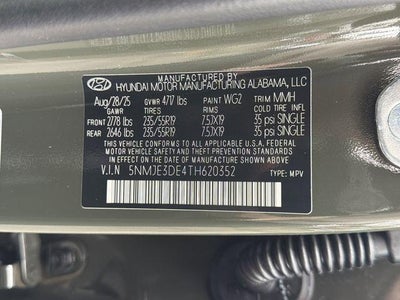 MANUFACTURED BY
HYUNDAI MOTOR MANUFACTURING ALABAMA, LLC
Aug/28/25 GVWR 4717 lbs PAINT WG2 TRIM MMH
GAWR TIRES RIMS COLD TIRE INFL
FRONT 2778 lbs 235/55R19 7.5JX19 35 psi SINGLE
REAR 2646 lbs 235/55R19 7.5JX19 35 psi SINGLE
THIS VEHICLE CONFORMS TO ALL APPLICABLE U.S.A. FEDERAL
MOTOR VEHICLE SAFETY, BUMPER, AND THEFT PREVENTION
STANDARDS IN EFFECT ON THE DATE OF MANUFACTURE SHOWN ABOVE.
V.I.N 5NMJE3DE4TH620352 TYPE: MPV